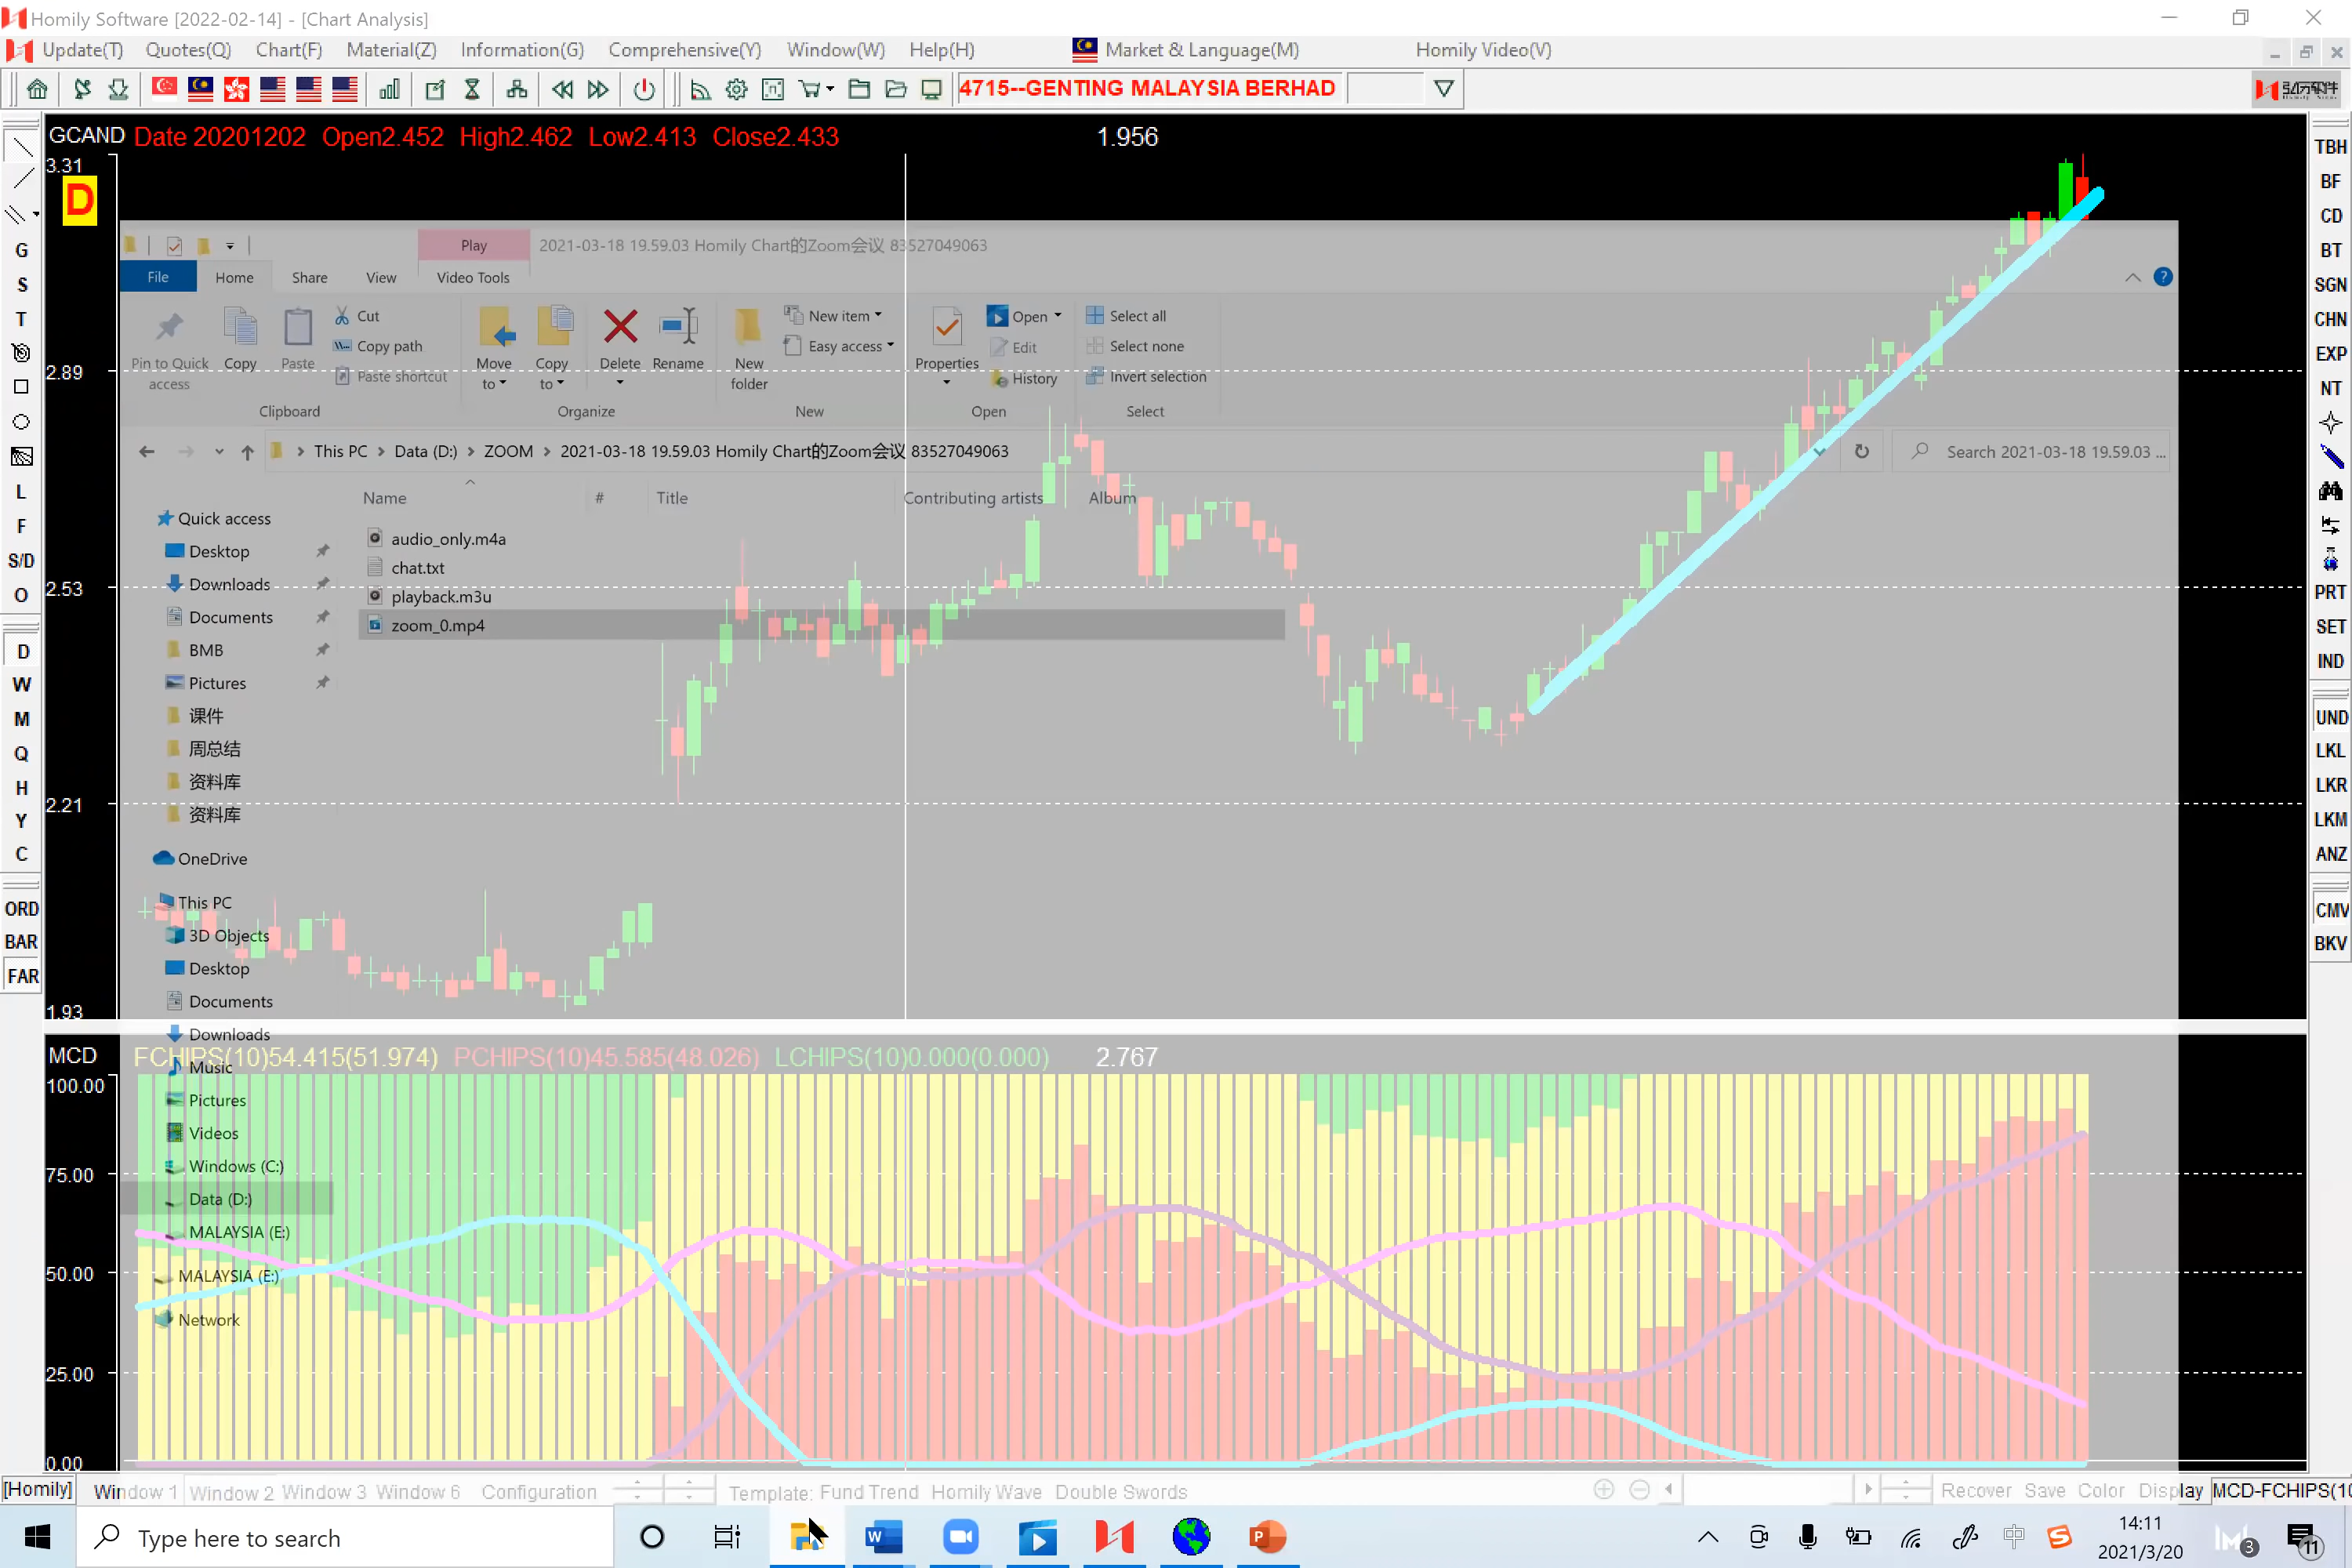 Homily Software [2022-02-14] - [Chart Analysis]
Update(T) Quotes(Q) Chart(F) Material(Z) Information(G) Comprehensive(Y) Window(W) Help(H) Market & Language(M) Homily Video(V)
4715--GENTING MALAYSIA BERHAD
GCAND Date 20201202 Open2.452 High2.462 Low2.413 Close2.433 1.956
3.31
D
2.89
2.53
2.21
1.93
Play 2021-03-18 19.59.03 Homily Chart的Zoom会议 83527049063
File Home Share View Video Tools
Pin to Quick access
Copy
Paste
Cut
Copy path
Paste shortcut
Clipboard
Move to
Copy to
Delete
Rename
Organize
New folder
New item
Easy access
New
Properties
Open
Edit
History
Open
Select all
Select none
Invert selection
Select
This PC Data (D:) ZOOM 2021-03-18 19.59.03 Homily Chart的Zoom会议 83527049063
Search 2021-03-18 19.59.03 ...
Name # Title Contributing artists Album
audio_only.m4a
chat.txt
playback.m3u
zoom_0.mp4
Quick access
Desktop
Downloads
Documents
BMB
Pictures
课件
周总结
资料库
资料库
OneDrive
This PC
3D Objects
Desktop
Documents
Downloads
Music
Pictures
Videos
Windows (C:)
Data (D:)
MALAYSIA (E:)
MALAYSIA (E:)
Network
MCD FCHIPS(10)54.415(51.974) PCHIPS(10)45.585(48.026) LCHIPS(10)0.000(0.000) 2.767
100.00
75.00
50.00
25.00
0.00
G
S
T
L
F
S/D
O
D
W
M
Q
H
Y
C
ORD
BAR
FAR
TBH
BF
CD
BT
SGN
CHN
EXP
NT
PRT
SET
IND
UND
LKL
LKR
LKM
ANZ
CMV
BKV
[Homily] Window 1 Window 2 Window 3 Window 6 Configuration Template: Fund Trend Homily Wave Double Swords Recover Save Color Display MCD-FCHIPS(10
Type here to search
中
14:11
2021/3/20
3
11